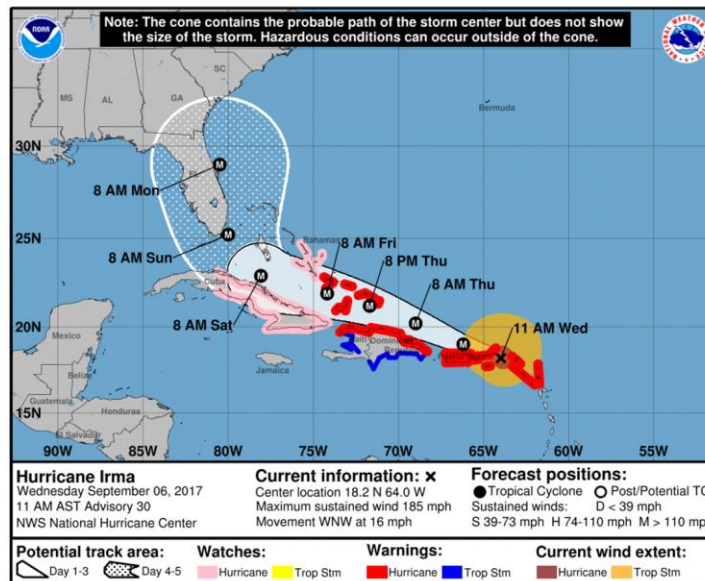 Note: The cone contains the probable path of the storm center but does not show
the size of the storm. Hazardous conditions can occur outside of the cone.
NOAA
SC
MS
AL
GA
Bermuda
30N
FL
8 AM Mon
25N
8 AM Sun
Bahamas
8 AM Fri
8 PM Thu
8 AM Thu
Cuba
8 AM Sat
11 AM Wed
20N
Mexico
Haiti
Dominican
Republic
Puerto Rico
Jamaica
Belize
Guatemala
Honduras
El Salvador
15N
90W
85W
80W
75W
70W
65W
60W
55W
Hurricane Irma
Wednesday September 06, 2017
11 AM AST Advisory 30
NWS National Hurricane Center
Current information: ×
Center location 18.2 N 64.0 W
Maximum sustained wind 185 mph
Movement WNW at 16 mph
Forecast positions:
Tropical Cyclone Post/Potential TC
Sustained winds: D < 39 mph
S 39-73 mph H 74-110 mph M > 110 mph
Potential track area:
Day 1-3 Day 4-5
Watches:
Hurricane Trop Stm
Warnings:
Hurricane Trop Stm
Current wind extent:
Hurricane Trop Stm